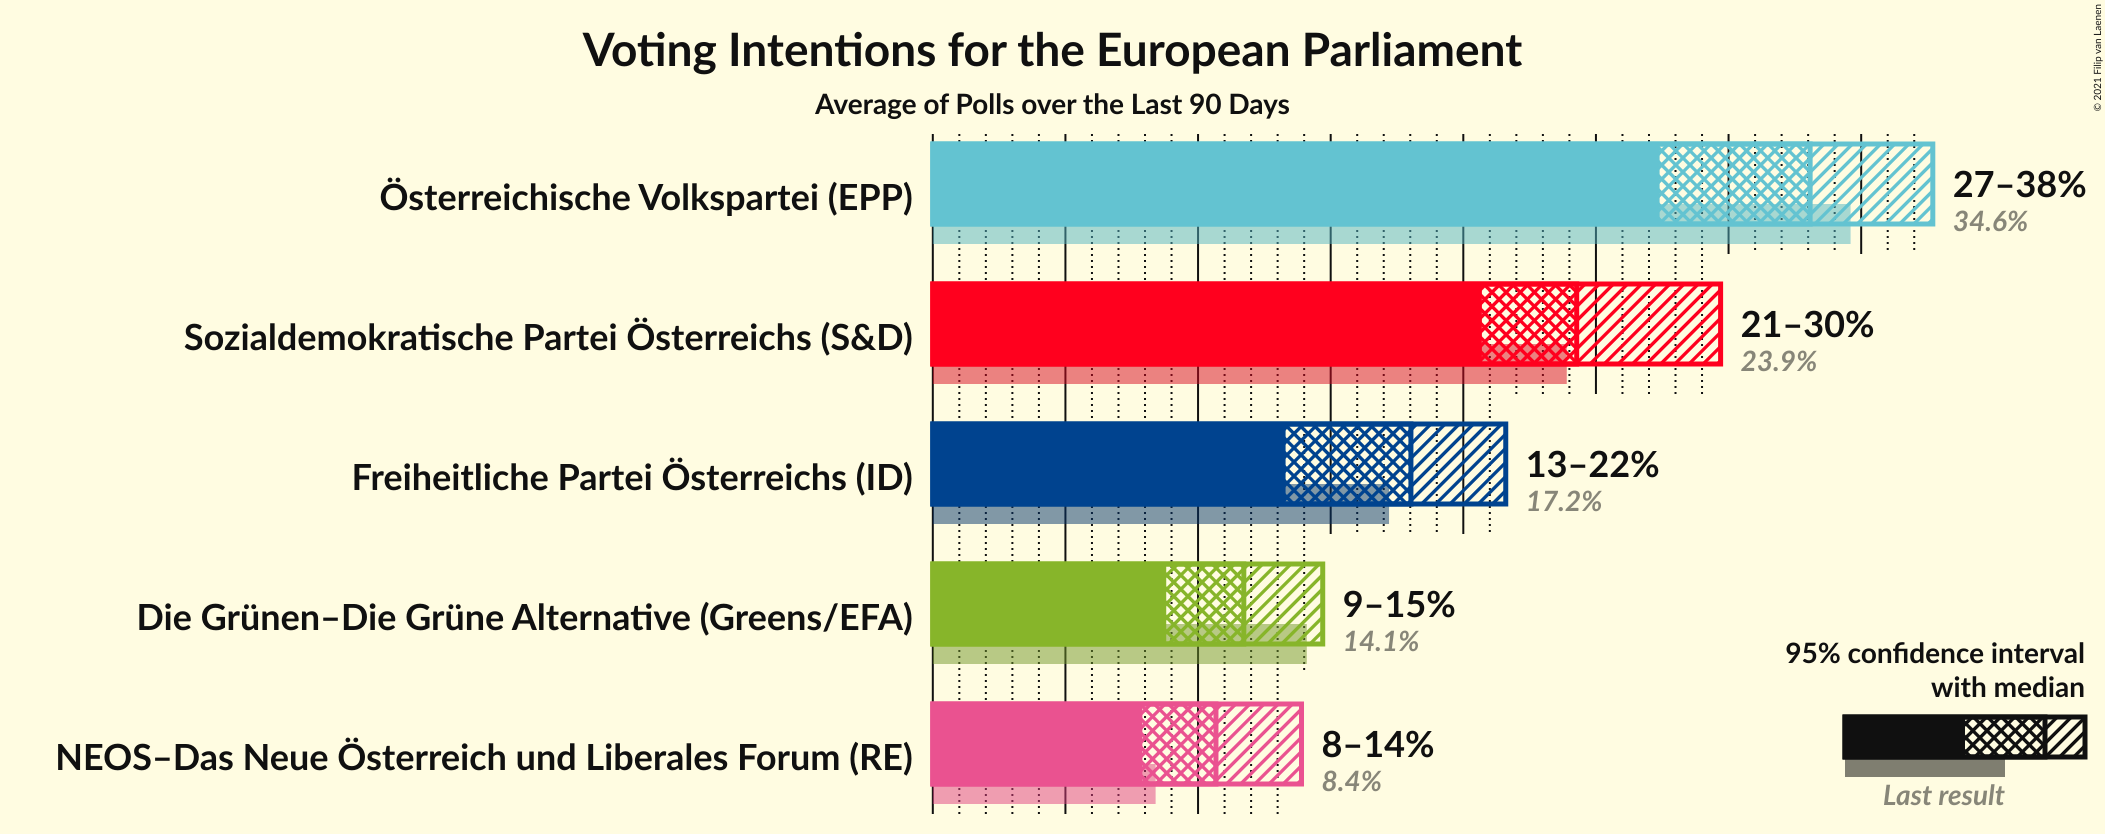 Voting Intentions for the European Parliament
Average of Polls over the Last 90 Days
© 2021 Filip van Laenen
Österreichische Volkspartei (EPP)
27–38%
34.6%
Sozialdemokratische Partei Österreichs (S&D)
21–30%
23.9%
Freiheitliche Partei Österreichs (ID)
13–22%
17.2%
Die Grünen–Die Grüne Alternative (Greens/EFA)
9–15%
14.1%
NEOS–Das Neue Österreich und Liberales Forum (RE)
8–14%
8.4%
95% confidence interval
with median
Last result